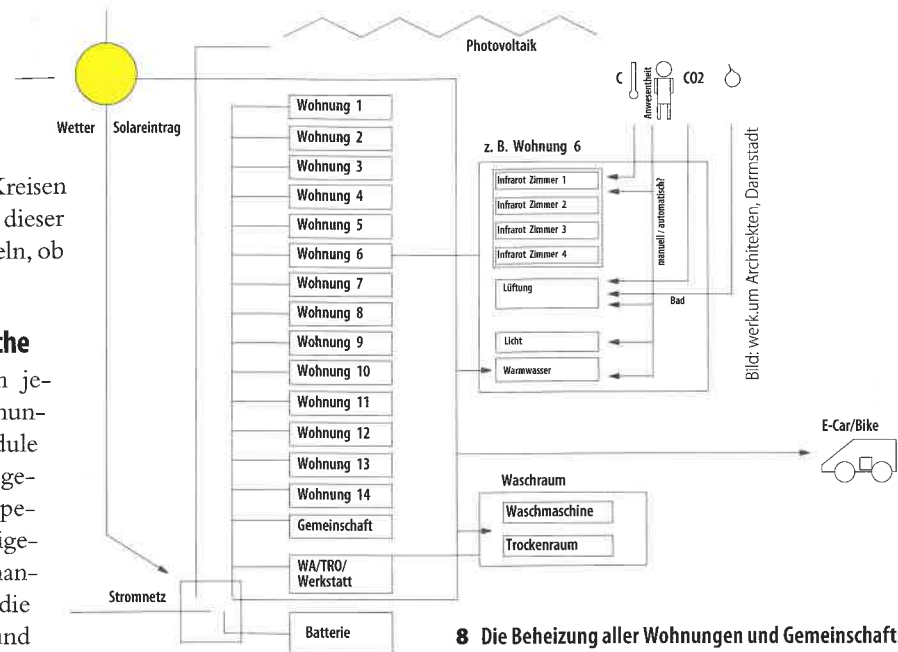 Photovoltaik
Wetter
Solareintrag
C
Anwesentheit
CO2
Wohnung 1
Wohnung 2
Wohnung 3
Wohnung 4
Wohnung 5
Wohnung 6
Wohnung 7
Wohnung 8
Wohnung 9
Wohnung 10
Wohnung 11
Wohnung 12
Wohnung 13
Wohnung 14
Gemeinschaft
WA/TRO/
Werkstatt
Stromnetz
Batterie
z. B. Wohnung 6
Infrarot Zimmer 1
Infrarot Zimmer 2
Infrarot Zimmer 3
Infrarot Zimmer 4
manuell / automatisch?
Lüftung
Bad
Licht
Warmwasser
Bild: werk.um Architekten, Darmstadt
E-Car/Bike
Waschraum
Waschmaschine
Trockenraum
8 Die Beheizung aller Wohnungen und Gemeinschaft
Kreisen
dieser
eln, ob
che
n je-
nun-
dule
ge-
pe-
ige-
nan-
die
und